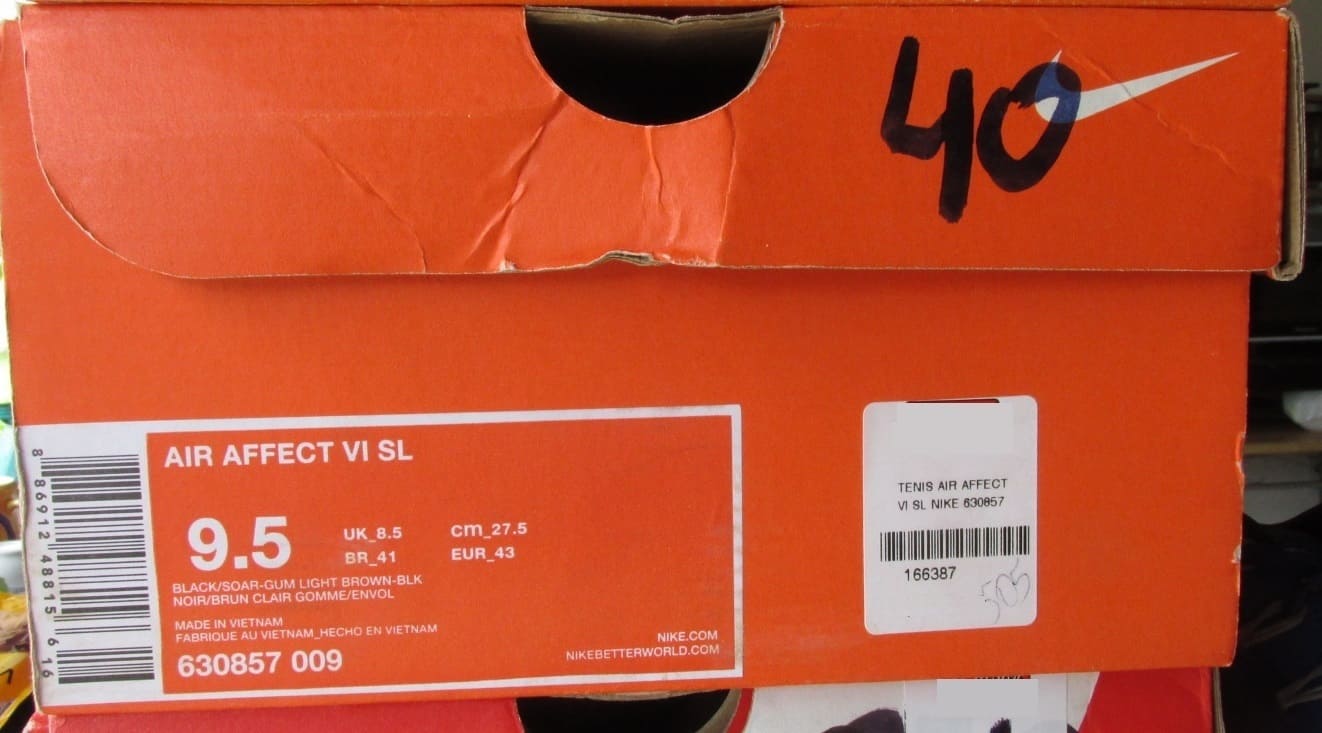 40
AIR AFFECT VI SL
9.5
UK_8.5 cm_27.5
BR_41 EUR_43
BLACK/SOAR-GUM LIGHT BROWN-BLK
NOIR/BRUN CLAIR GOMME/ENVOL
MADE IN VIETNAM
FABRIQUE AU VIETNAM_HECHO EN VIETNAM
630857 009
NIKE.COM
NIKEBETTERWORLD.COM
8 86912 48815 6 16
TENIS AIR AFFECT
VI SL NIKE 630857
166387
505